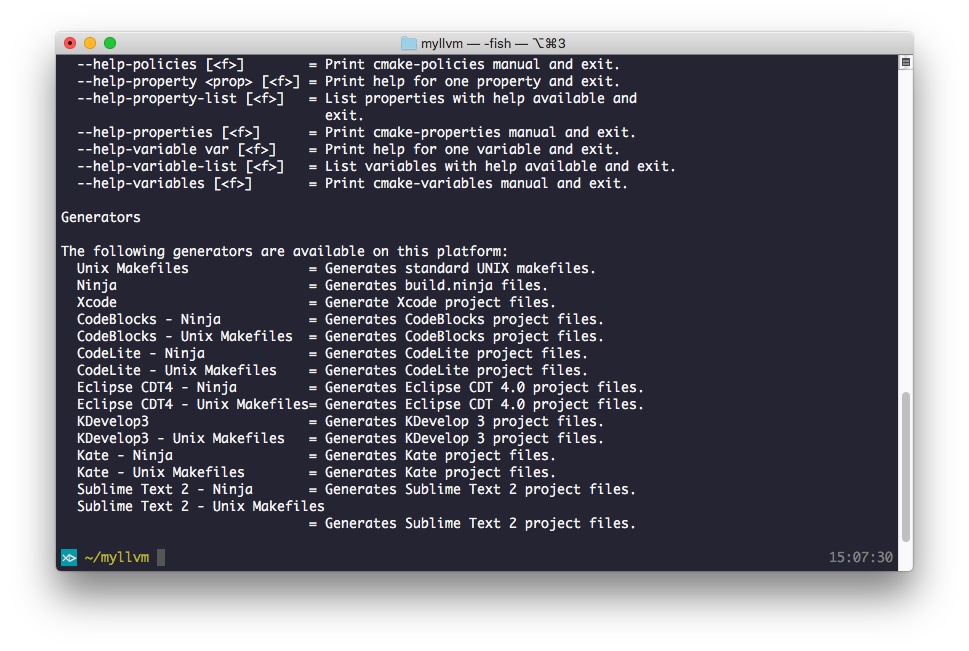 myllvm — -fish — ⌥⌘3
--help-policies [<f>] = Print cmake-policies manual and exit.
--help-property <prop> [<f>] = Print help for one property and exit.
--help-property-list [<f>] = List properties with help available and
exit.
--help-properties [<f>] = Print cmake-properties manual and exit.
--help-variable var [<f>] = Print help for one variable and exit.
--help-variable-list [<f>] = List variables with help available and exit.
--help-variables [<f>] = Print cmake-variables manual and exit.
Generators
The following generators are available on this platform:
Unix Makefiles = Generates standard UNIX makefiles.
Ninja = Generates build.ninja files.
Xcode = Generate Xcode project files.
CodeBlocks - Ninja = Generates CodeBlocks project files.
CodeBlocks - Unix Makefiles = Generates CodeBlocks project files.
CodeLite - Ninja = Generates CodeLite project files.
CodeLite - Unix Makefiles = Generates CodeLite project files.
Eclipse CDT4 - Ninja = Generates Eclipse CDT 4.0 project files.
Eclipse CDT4 - Unix Makefiles= Generates Eclipse CDT 4.0 project files.
KDevelop3 = Generates KDevelop 3 project files.
KDevelop3 - Unix Makefiles = Generates KDevelop 3 project files.
Kate - Ninja = Generates Kate project files.
Kate - Unix Makefiles = Generates Kate project files.
Sublime Text 2 - Ninja = Generates Sublime Text 2 project files.
Sublime Text 2 - Unix Makefiles
= Generates Sublime Text 2 project files.
~/myllvm 15:07:30